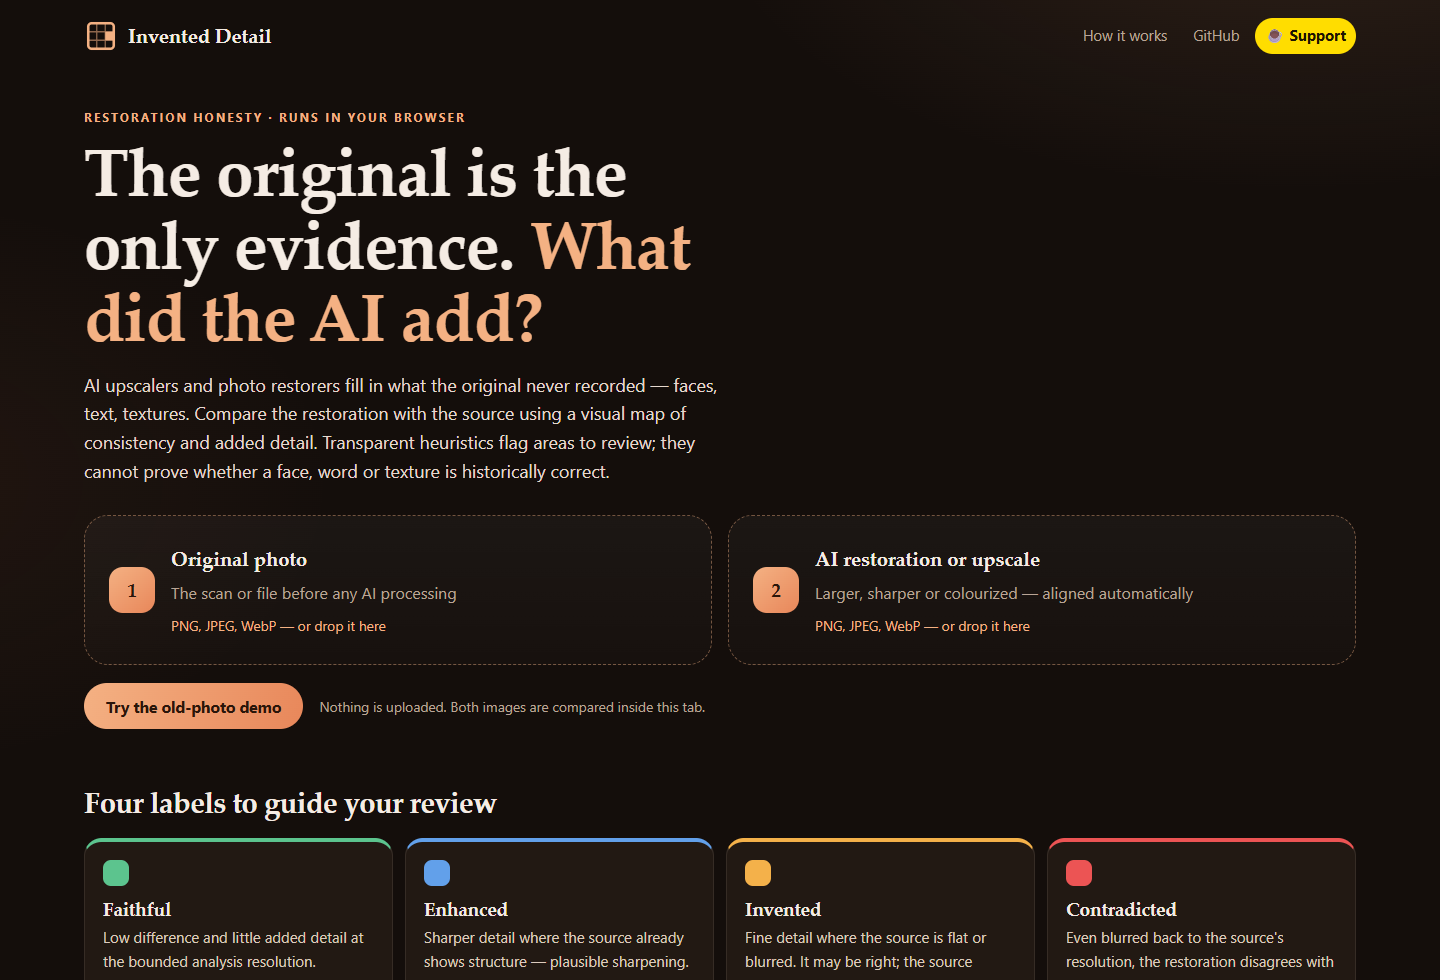 Invented Detail
How it works
GitHub
Support
RESTORATION HONESTY · RUNS IN YOUR BROWSER
The original is the
only evidence. What
did the AI add?
AI upscalers and photo restorers fill in what the original never recorded — faces,
text, textures. Compare the restoration with the source using a visual map of
consistency and added detail. Transparent heuristics flag areas to review; they
cannot prove whether a face, word or texture is historically correct.
1
Original photo
The scan or file before any AI processing
PNG, JPEG, WebP — or drop it here
2
AI restoration or upscale
Larger, sharper or colourized — aligned automatically
PNG, JPEG, WebP — or drop it here
Try the old-photo demo
Nothing is uploaded. Both images are compared inside this tab.
Four labels to guide your review
Faithful
Low difference and little added detail at
the bounded analysis resolution.
Enhanced
Sharper detail where the source already
shows structure — plausible sharpening.
Invented
Fine detail where the source is flat or
blurred. It may be right; the source
Contradicted
Even blurred back to the source's
resolution, the restoration disagrees with